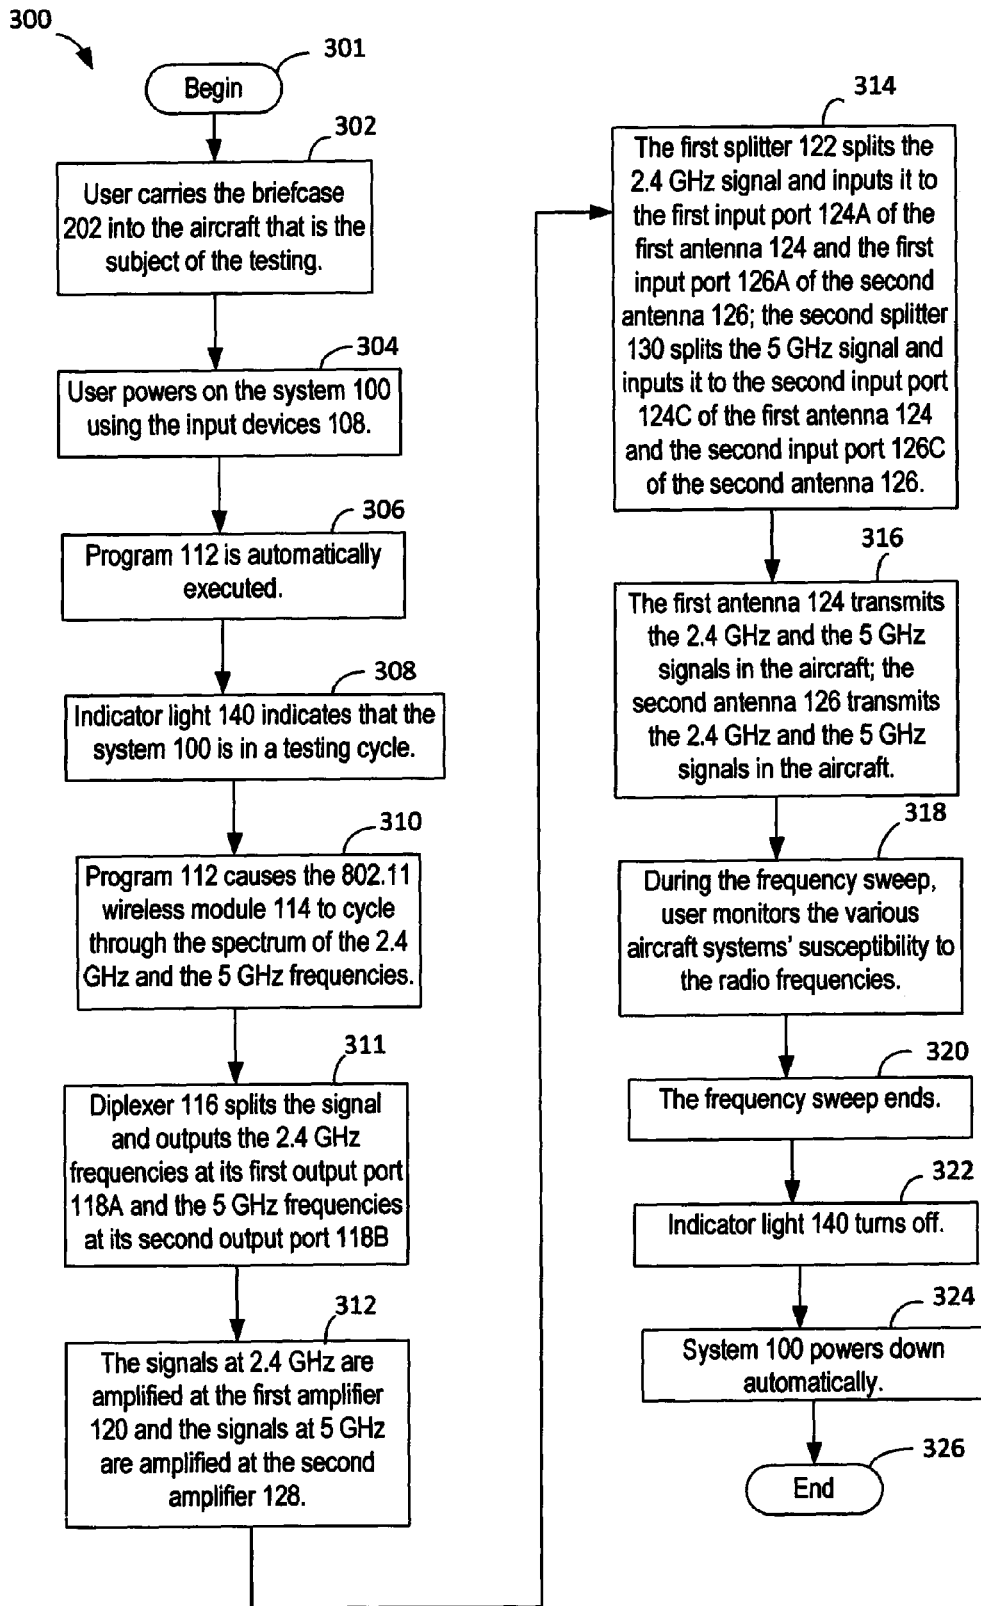 300
301
Begin
302
User carries the briefcase
202 into the aircraft that is the
subject of the testing.
304
User powers on the system 100
using the input devices 108.
306
Program 112 is automatically
executed.
308
Indicator light 140 indicates that the
system 100 is in a testing cycle.
310
Program 112 causes the 802.11
wireless module 114 to cycle
through the spectrum of the 2.4
GHz and the 5 GHz frequencies.
311
Diplexer 116 splits the signal
and outputs the 2.4 GHz
frequencies at its first output port
118A and the 5 GHz frequencies
at its second output port 118B
312
The signals at 2.4 GHz are
amplified at the first amplifier
120 and the signals at 5 GHz
are amplified at the second
amplifier 128.
314
The first splitter 122 splits the
2.4 GHz signal and inputs it to
the first input port 124A of the
first antenna 124 and the first
input port 126A of the second
antenna 126; the second splitter
130 splits the 5 GHz signal and
inputs it to the second input port
124C of the first antenna 124
and the second input port 126C
of the second antenna 126.
316
The first antenna 124 transmits
the 2.4 GHz and the 5 GHz
signals in the aircraft; the
second antenna 126 transmits
the 2.4 GHz and the 5 GHz
signals in the aircraft.
318
During the frequency sweep,
user monitors the various
aircraft systems' susceptibility to
the radio frequencies.
320
The frequency sweep ends.
322
Indicator light 140 turns off.
324
System 100 powers down
automatically.
326
End